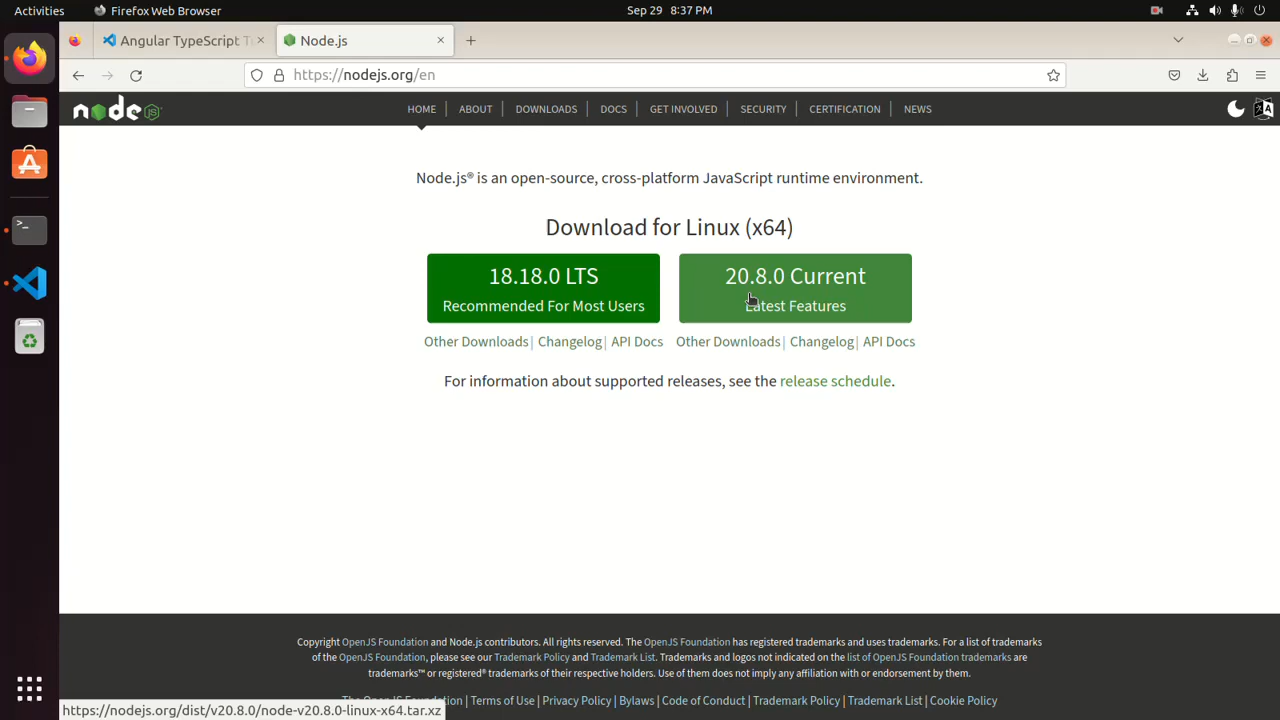 Activities
Firefox Web Browser
Sep 29 8:37 PM
Angular TypeScript T
Node.js
https://nodejs.org/en
node JS
HOME | ABOUT | DOWNLOADS | DOCS | GET INVOLVED | SECURITY | CERTIFICATION | NEWS
Node.js® is an open-source, cross-platform JavaScript runtime environment.
Download for Linux (x64)
18.18.0 LTS
Recommended For Most Users
20.8.0 Current
Latest Features
Other Downloads | Changelog | API Docs
Other Downloads | Changelog | API Docs
For information about supported releases, see the release schedule.
Copyright OpenJS Foundation and Node.js contributors. All rights reserved. The OpenJS Foundation has registered trademarks and uses trademarks. For a list of trademarks
of the OpenJS Foundation, please see our Trademark Policy and Trademark List. Trademarks and logos not indicated on the list of OpenJS Foundation trademarks are
trademarks™ or registered® trademarks of their respective holders. Use of them does not imply any affiliation with or endorsement by them.
The OpenJS Foundation | Terms of Use | Privacy Policy | Bylaws | Code of Conduct | Trademark Policy | Trademark List | Cookie Policy
https://nodejs.org/dist/v20.8.0/node-v20.8.0-linux-x64.tar.xz